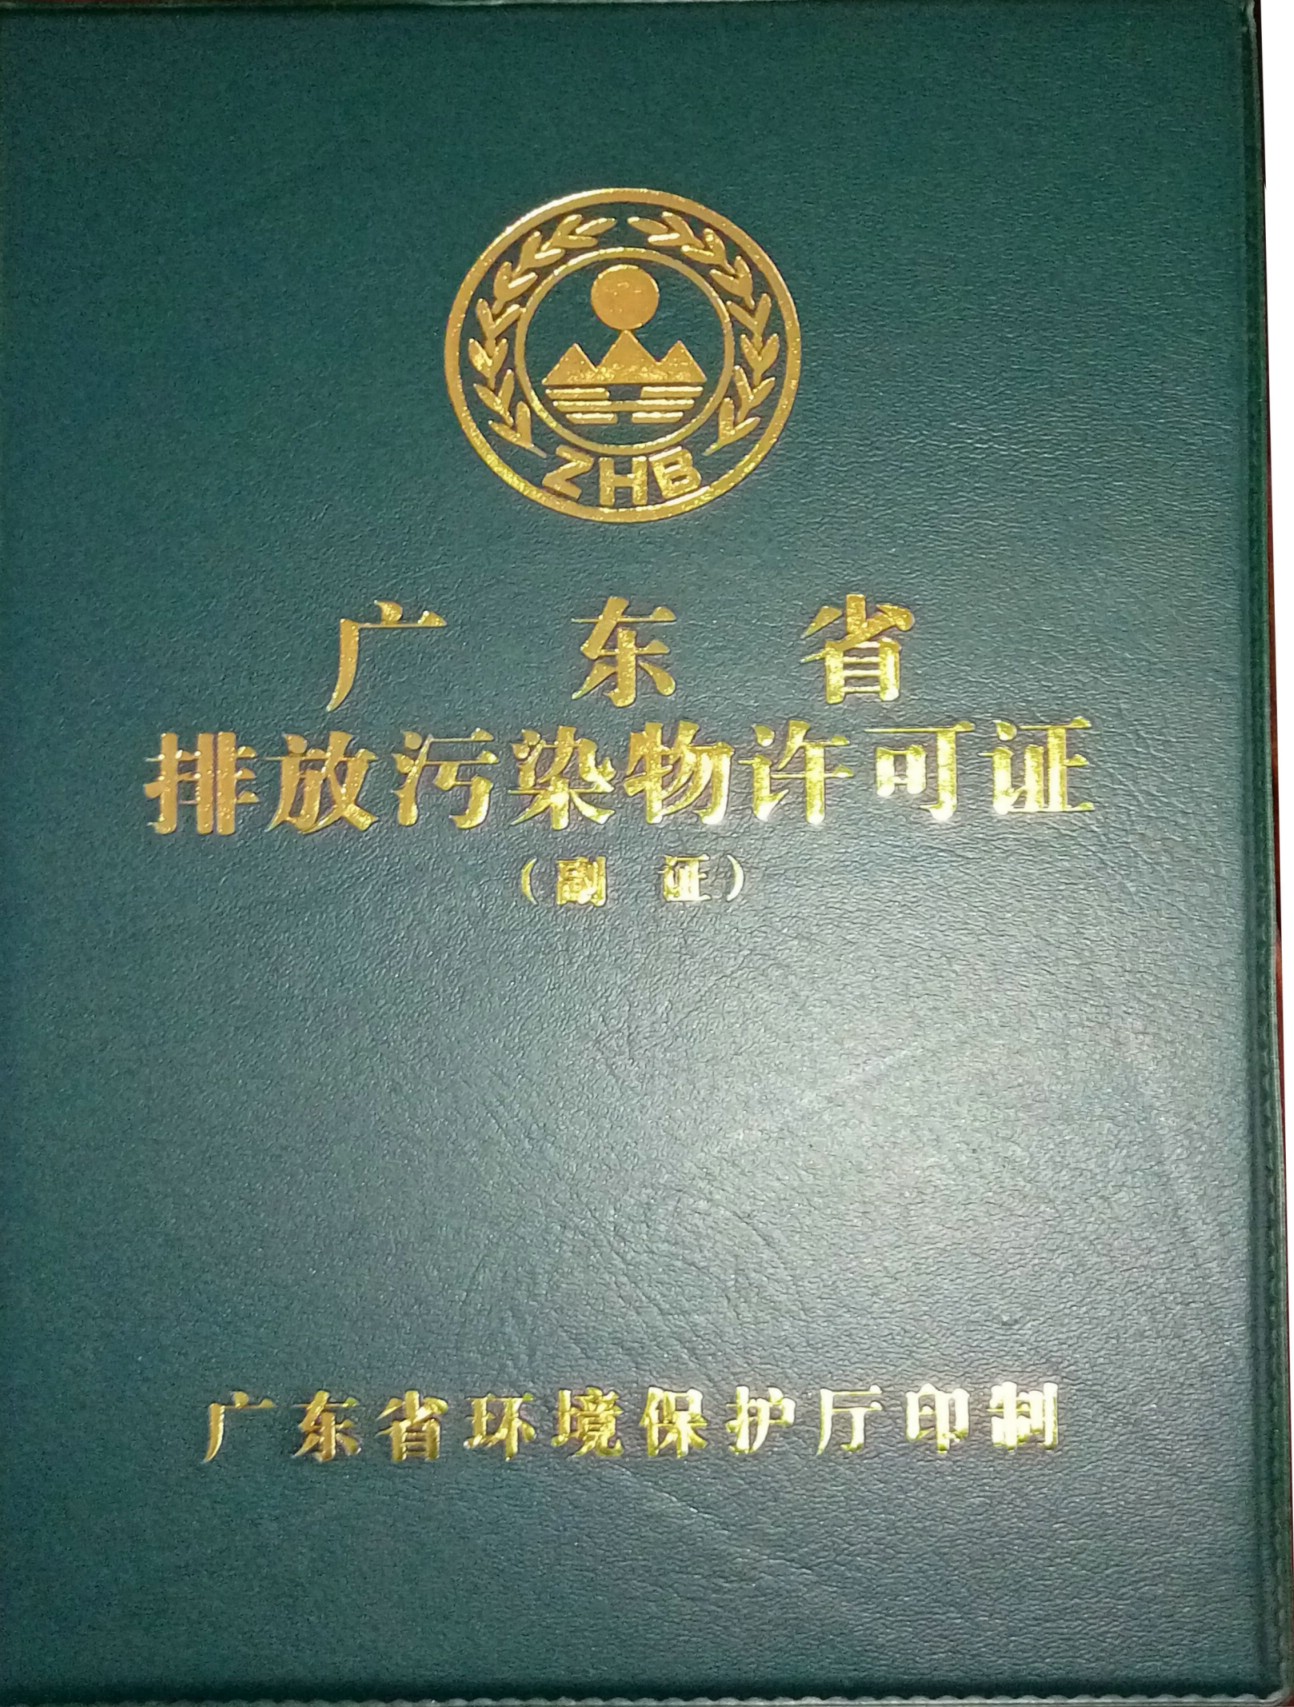 ZHB
广东省
排放污染物许可证
（副证）
广东省环境保护厅印制